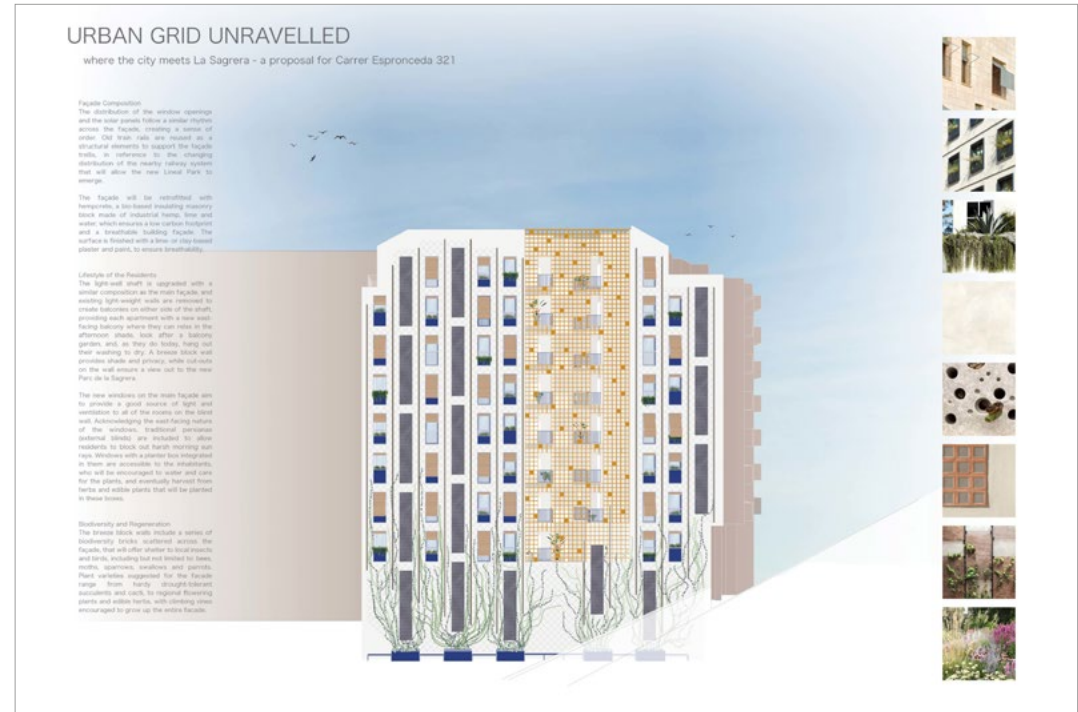 URBAN GRID UNRAVELLED
where the city meets La Sagrera - a proposal for Carrer Espronceda 321
Façade Composition
The distribution of the window openings
and the solar panels follow a similar rhythm
across the façade, creating a sense of
order. Old train rails are reused as a
structural elements to support the façade
trellis, in reference to the changing
distribution of the nearby railway system
that will allow the new Lineal Park to
emerge.
The façade will be retrofitted with
hempcrete, a bio-based insulating masonry
block made of industrial hemp, lime and
water, which ensures a low carbon footprint
and a breathable building façade. The
surface is finished with a lime- or clay-based
plaster and paint, to ensure breathability.
Lifestyle of the Residents
The light-well shaft is upgraded with a
similar composition as the main façade, and
existing light-weight walls are removed to
create balconies on either side of the shaft,
providing each apartment with a new east-
facing balcony where they can relax in the
afternoon shade, look after a balcony
garden, and, as they do today, hang out
their washing to dry. A breeze block wall
provides shade and privacy, while cut-outs
on the wall ensure a view out to the new
Parc de la Sagrera.
The new windows on the main façade aim
to provide a good source of light and
ventilation to all of the rooms on the blind
wall. Acknowledging the east-facing nature
of the windows, traditional persianas
(external blinds) are included to allow
residents to block out harsh morning sun
rays. Windows with a planter box integrated
in them are accessible to the inhabitants,
who will be encouraged to water and care
for the plants, and eventually harvest from
herbs and edible plants that will be planted
in these boxes.
Biodiversity and Regeneration
The breeze block walls include a series of
biodiversity bricks scattered across the
façade, that will offer shelter to local insects
and birds, including but not limited to: bees,
moths, sparrows, swallows and parrots.
Plant varieties suggested for the facade
range from hardy drought-tolerant
succulents and cacti, to regional flowering
plants and edible herbs, with climbing vines
encouraged to grow up the entire facade.